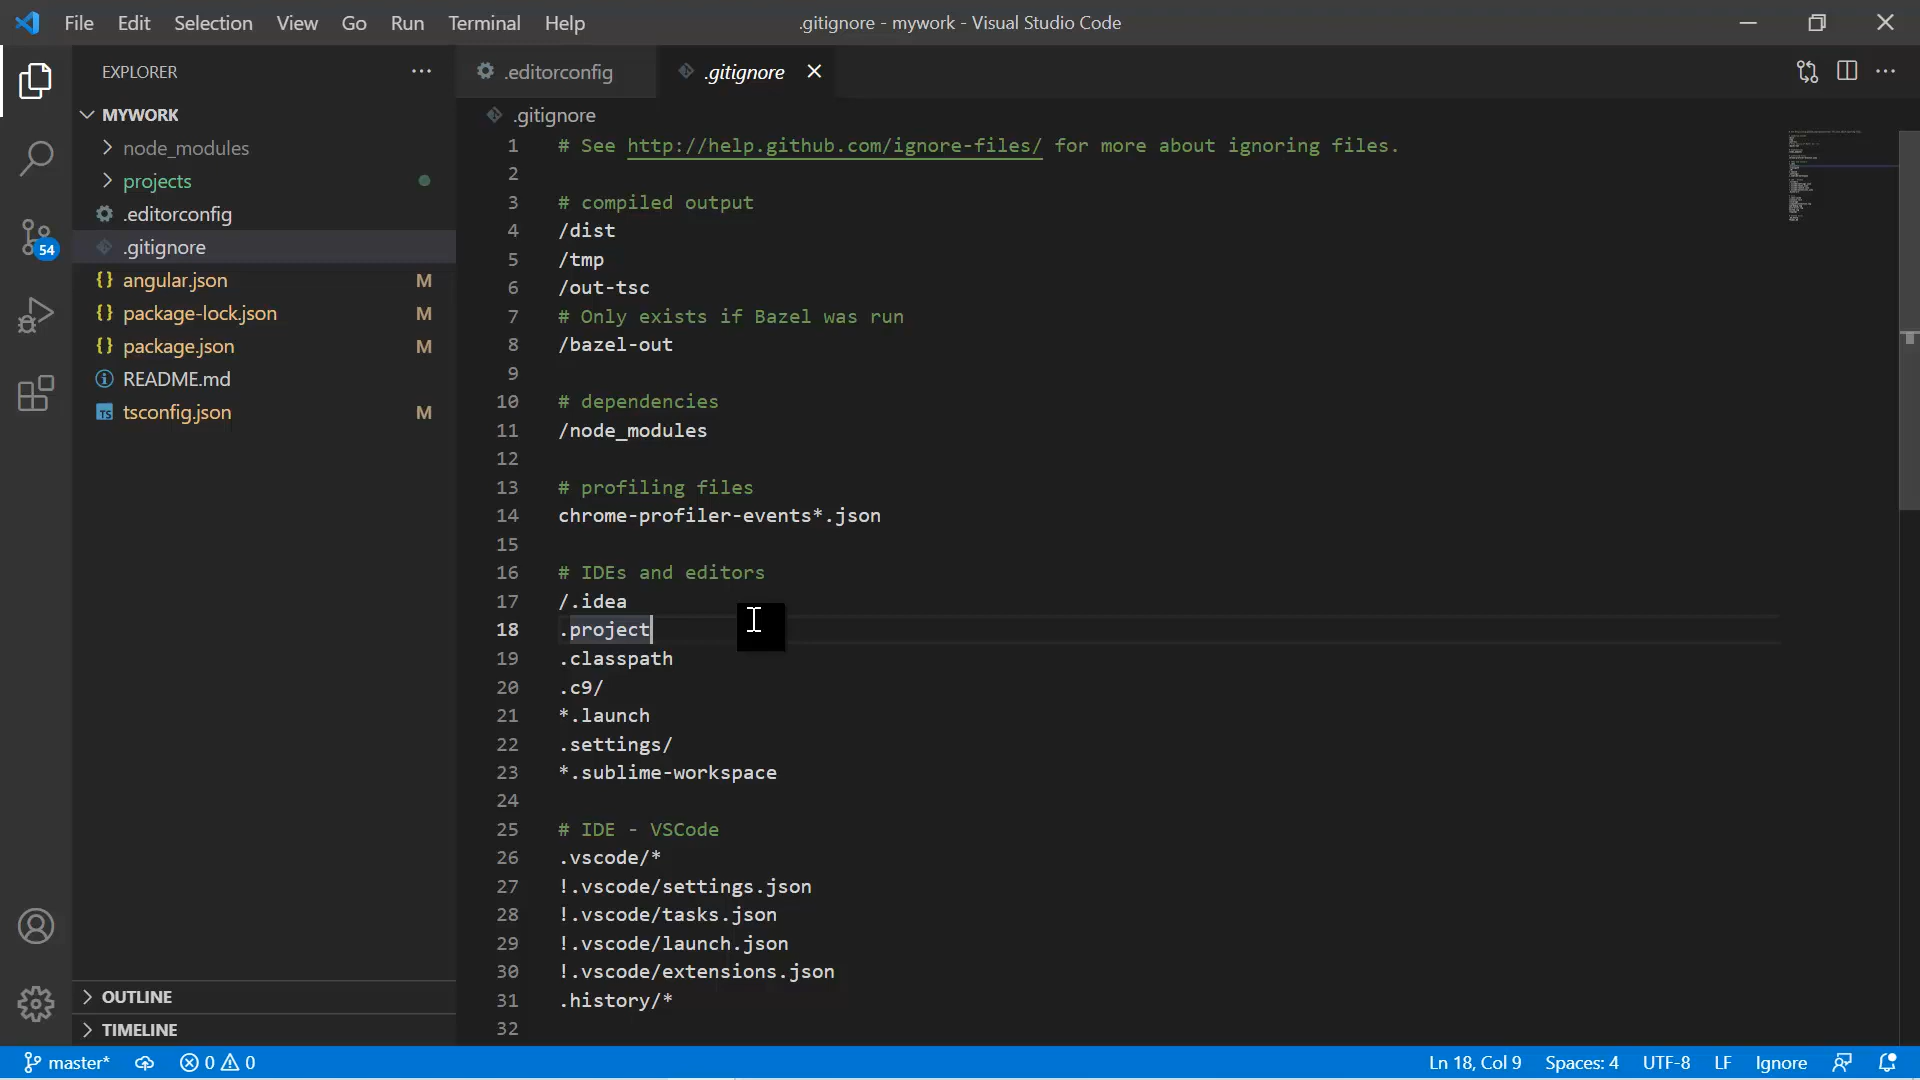 File Edit Selection View Go Run Terminal Help .gitignore - mywork - Visual Studio Code
EXPLORER
MYWORK
node_modules
projects
.editorconfig
.gitignore
angular.json M
package-lock.json M
package.json M
README.md
TS tsconfig.json M
54
OUTLINE
TIMELINE
.editorconfig .gitignore
.gitignore
1 # See http://help.github.com/ignore-files/ for more about ignoring files.
2
3 # compiled output
4 /dist
5 /tmp
6 /out-tsc
7 # Only exists if Bazel was run
8 /bazel-out
9
10 # dependencies
11 /node_modules
12
13 # profiling files
14 chrome-profiler-events*.json
15
16 # IDEs and editors
17 /.idea
18 .project
19 .classpath
20 .c9/
21 *.launch
22 .settings/
23 *.sublime-workspace
24
25 # IDE - VSCode
26 .vscode/*
27 !.vscode/settings.json
28 !.vscode/tasks.json
29 !.vscode/launch.json
30 !.vscode/extensions.json
31 .history/*
32
master* 0 0 Ln 18, Col 9 Spaces: 4 UTF-8 LF Ignore